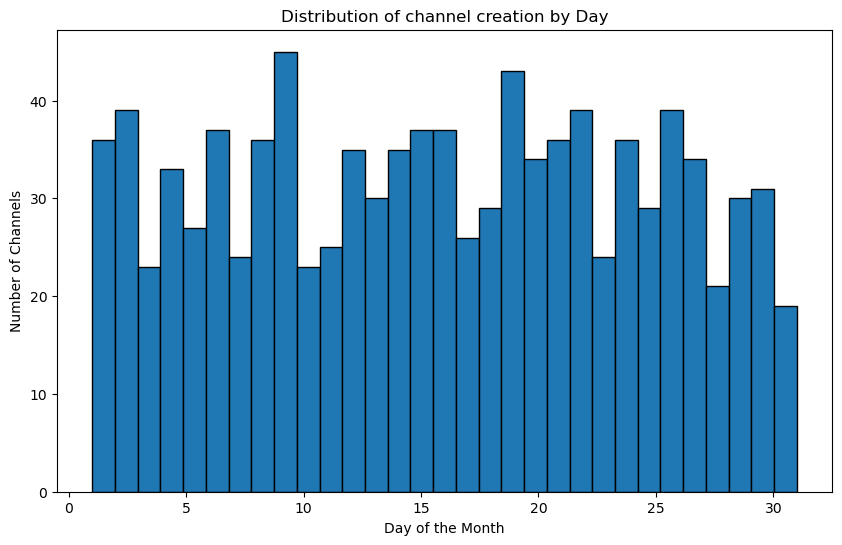 Distribution of channel creation by Day
Number of Channels
40
30
20
10
0
0 5 10 15 20 25 30
Day of the Month